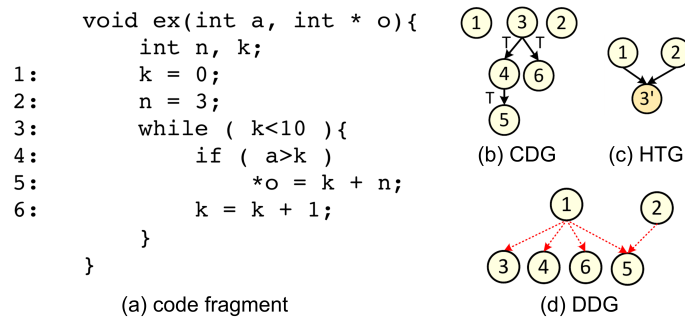 void ex(int a, int * o){
int n, k;
1: k = 0;
2: n = 3;
3: while ( k<10 ){
4: if ( a>k )
5: *o = k + n;
6: k = k + 1;
}
}
(a) code fragment
1 3 2
T T
4 6
T
5
(b) CDG
1 2
3'
(c) HTG
1 2
3 4 6 5
(d) DDG